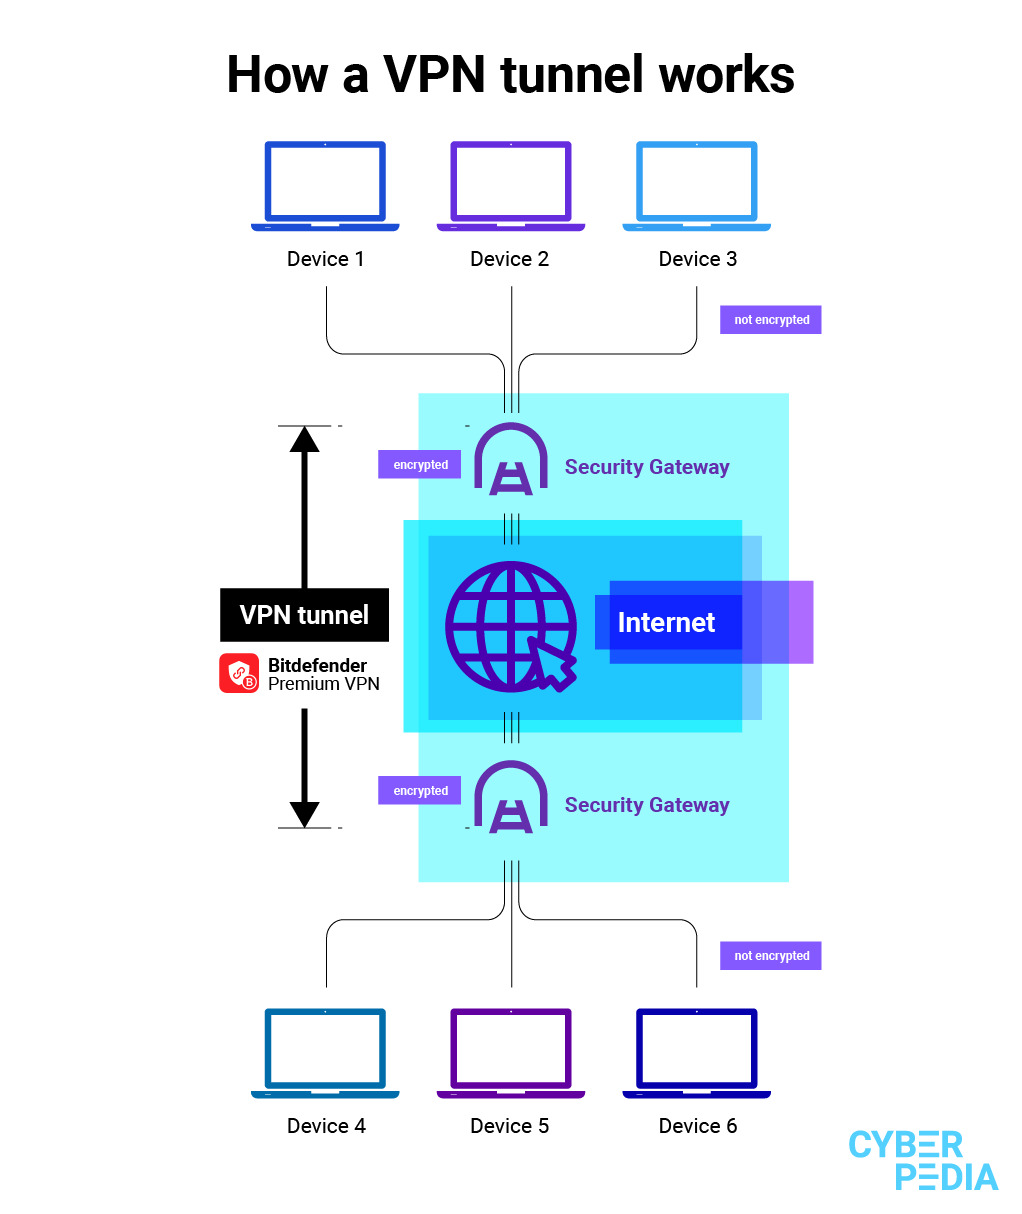 How a VPN tunnel works
Device 1
Device 2
Device 3
not encrypted
encrypted
Security Gateway
VPN tunnel
Internet
Bitdefender
Premium VPN
B
encrypted
Security Gateway
not encrypted
Device 4
Device 5
Device 6
CYBER
PEDIA